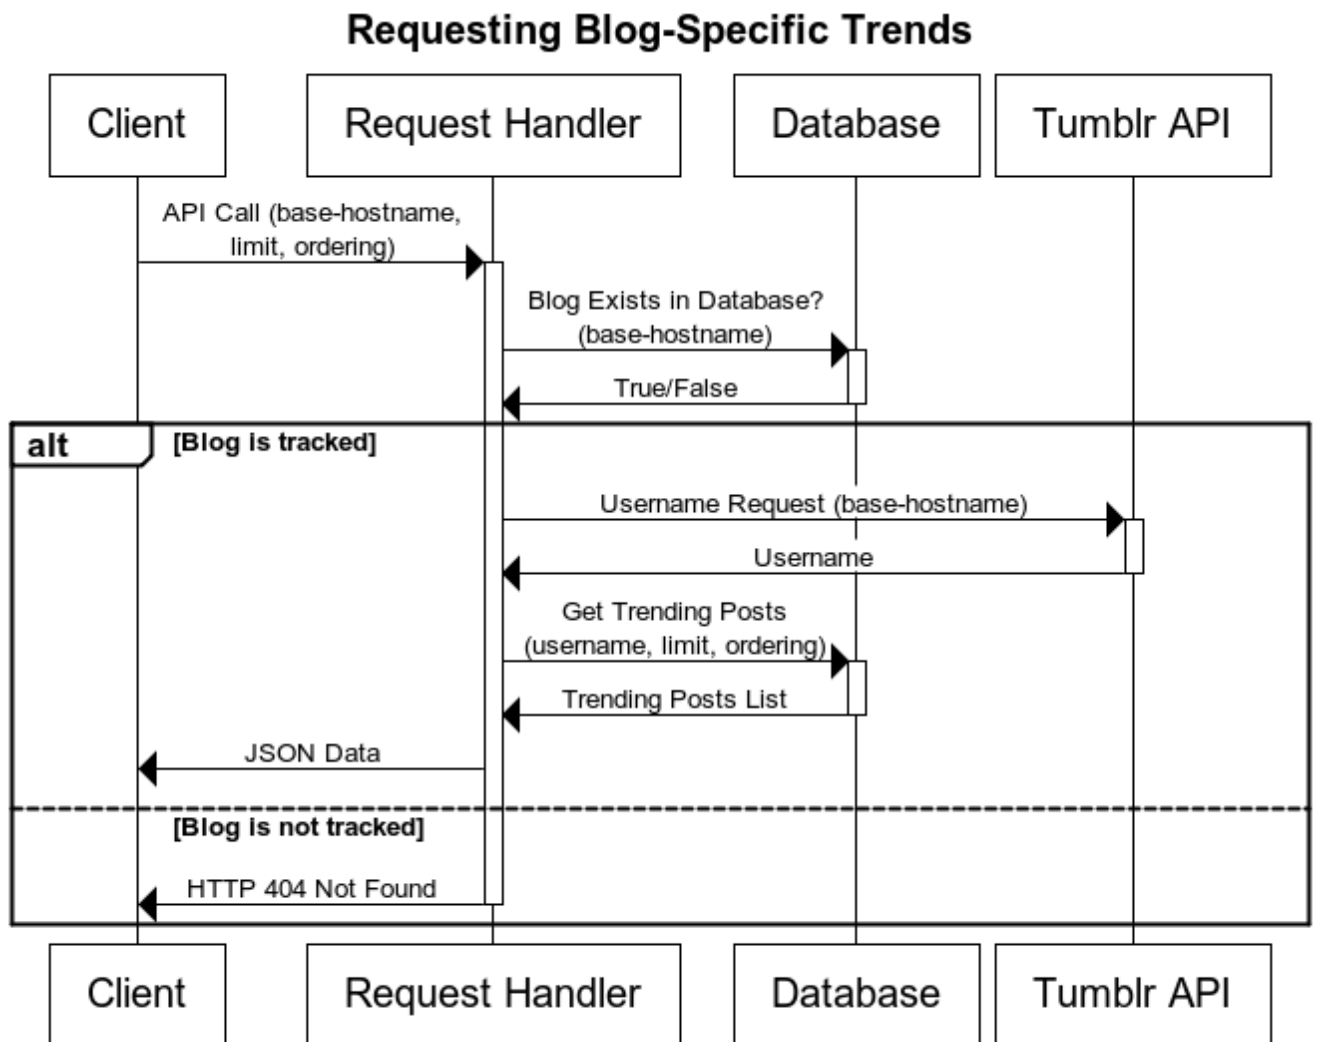 Requesting Blog-Specific Trends
Client
Request Handler
Database
Tumblr API
API Call (base-hostname,
limit, ordering)
Blog Exists in Database?
(base-hostname)
True/False
alt
[Blog is tracked]
Username Request (base-hostname)
Username
Get Trending Posts
(username, limit, ordering)
Trending Posts List
JSON Data
[Blog is not tracked]
HTTP 404 Not Found
Client
Request Handler
Database
Tumblr API